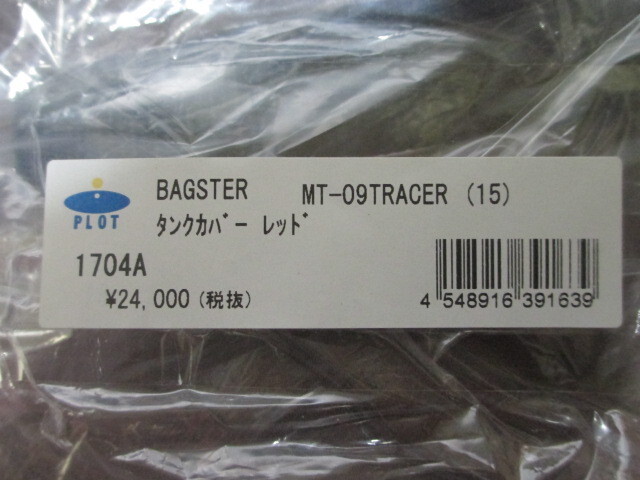 BAGSTER MT-09TRACER (15)
PLOT ﾀﾝｸｶﾊﾞｰ ﾚｯﾄﾞ
1704A
¥24,000 (税抜)
4 548916 391639